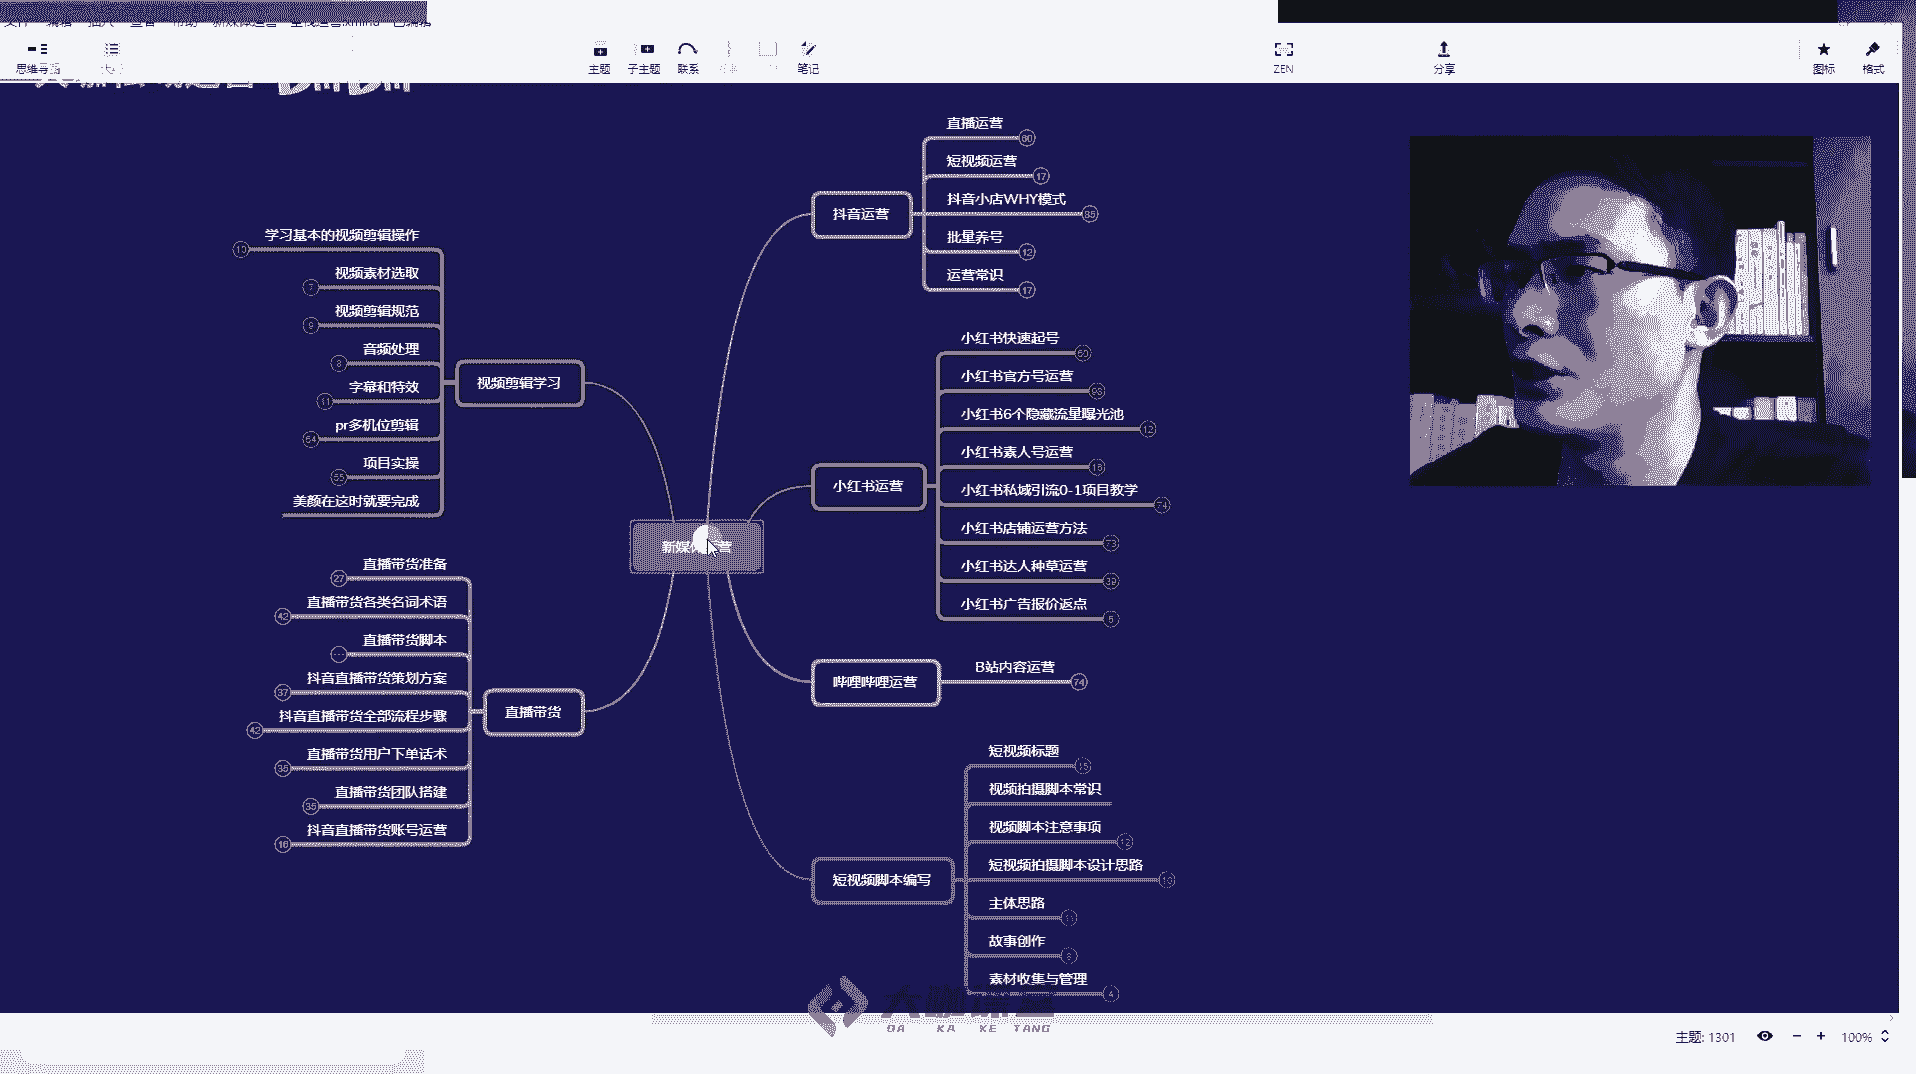 思维导图
主题
子主题
联系
笔记
ZEN
分享
图标
格式
直播运营
60
短视频运营
17
抖音小店WHY模式
85
批量养号
12
运营常识
17
抖音运营
学习基本的视频剪辑操作
10
视频素材选取
7
视频剪辑规范
9
音频处理
8
字幕和特效
11
pr多机位剪辑
54
项目实操
55
美颜在这时就要完成
视频剪辑学习
小红书快速起号
50
小红书官方号运营
98
小红书6个隐藏流量曝光池
12
小红书素人号运营
18
小红书私域引流0-1项目教学
74
小红书店铺运营方法
73
小红书达人种草运营
39
小红书广告报价返点
5
小红书运营
新媒体运营
直播带货准备
27
直播带货各类名词术语
42
直播带货脚本
抖音直播带货策划方案
37
抖音直播带货全部流程步骤
42
直播带货用户下单话术
35
直播带货团队搭建
35
抖音直播带货账号运营
16
直播带货
哔哩哔哩运营
B站内容运营
74
短视频标题
15
视频拍摄脚本常识
视频脚本注意事项
12
短视频拍摄脚本设计思路
10
主体思路
故事创作
素材收集与管理
4
短视频脚本编写
DA KA KE TANG
主题: 1301
100%